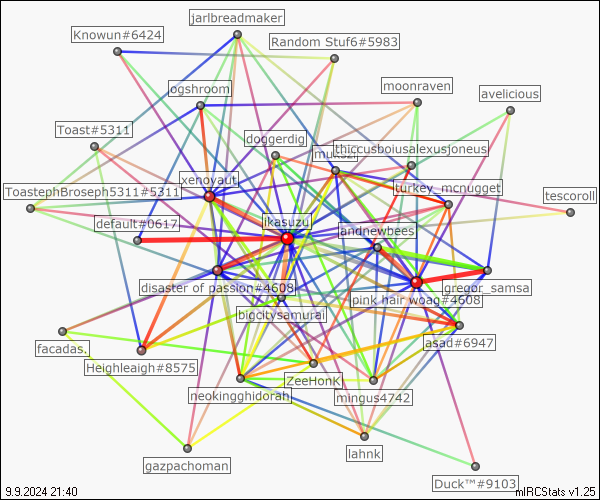 jarlbreadmaker
Knowun#6424
Random Stuf6#5983
moonraven
ogshroom
avelicious
Toast#5311
doggerdig
thiccusboiusalexusjoneus
xenoyaut
turkey_mcnugget
ToastephBroseph5311#5311
tescoroll
default#0617
ikasuzu
andnewbees
disaster of passion#4608
pink hair woag#4608
gregor_samsa
bigcitysamurai
asad#6947
facadas.
Heighleaigh#8575
ZeeHonK
neokingghidorah
mingus4742
lahnk
gazpachoman
Duck™#9103
9.9.2024 21:40
mIRCStats v1.25